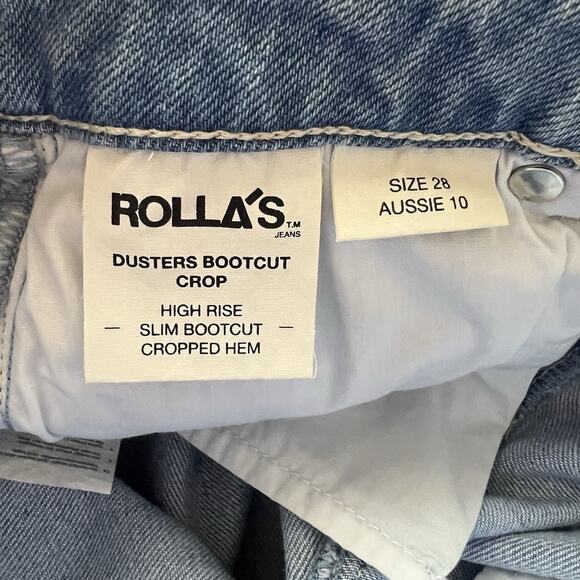 ROLLA'S T.M
JEANS
DUSTERS BOOTCUT
CROP
HIGH RISE
— SLIM BOOTCUT —
CROPPED HEM
SIZE 28
AUSSIE 10